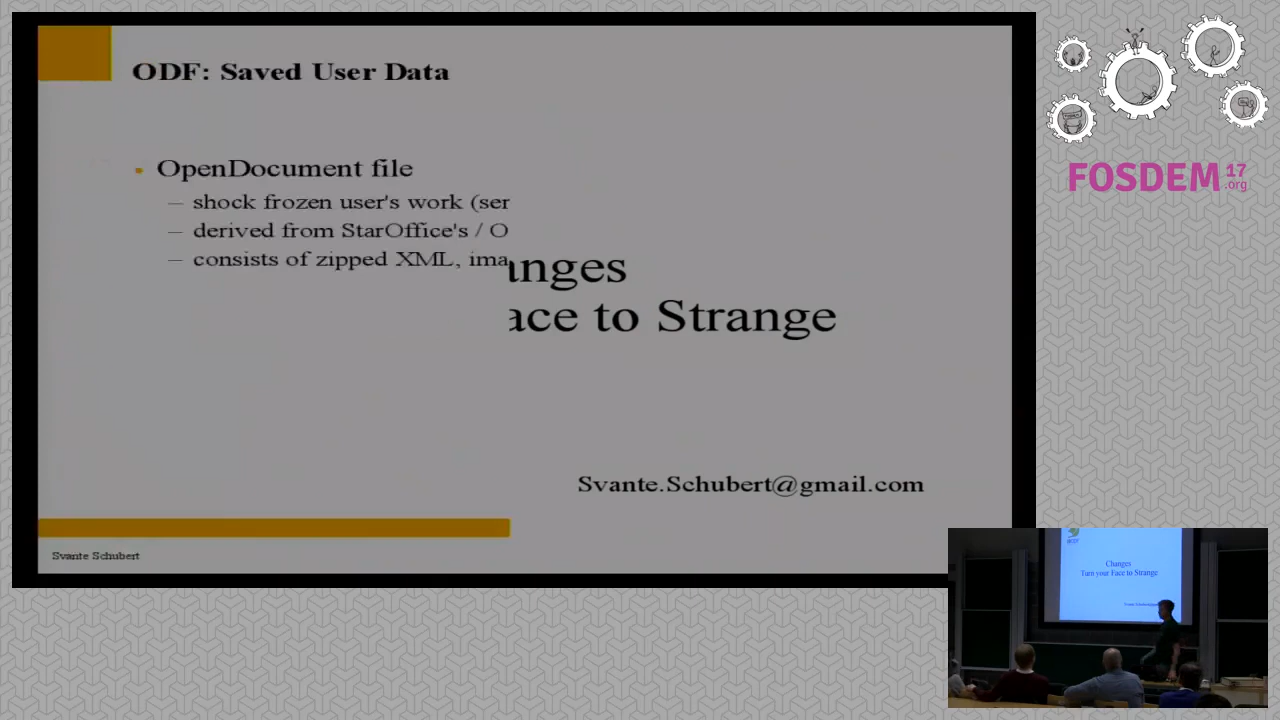 ODF: Saved User Data
OpenDocument file
– shock frozen user's work (ser
– derived from StarOffice's / O
– consists of zipped XML, ima
anges
ace to Strange
Svante.Schubert@gmail.com
Svante Schubert
FOSDEM 17
.org
Changes
Turn your Face to Strange